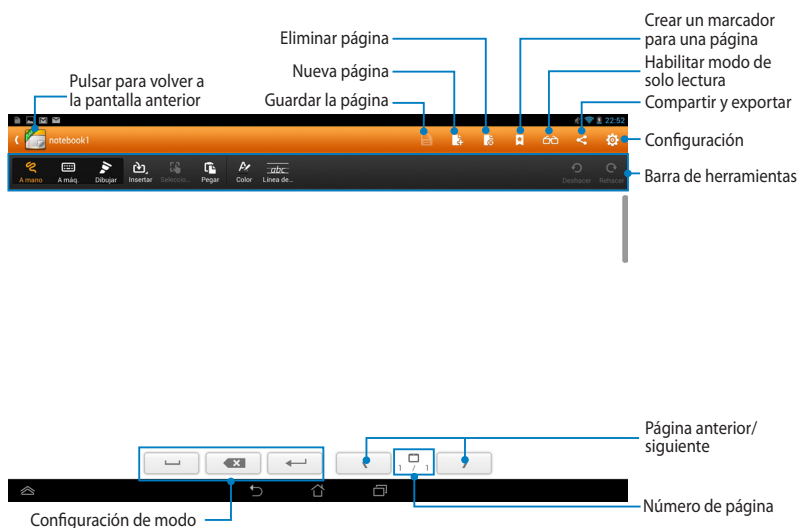 Crear un marcador
para una página
Eliminar página
Habilitar modo de
solo lectura
Nueva página
Pulsar para volver a
la pantalla anterior
Guardar la página
Compartir y exportar
22:52
notebook1
Configuración
A mano A máq. Dibujar Insertar Seleccio... Pegar Color Línea de... Deshacer Rehacer
abc
Barra de herramientas
Página anterior/
siguiente
1 / 1
Número de página
Configuración de modo